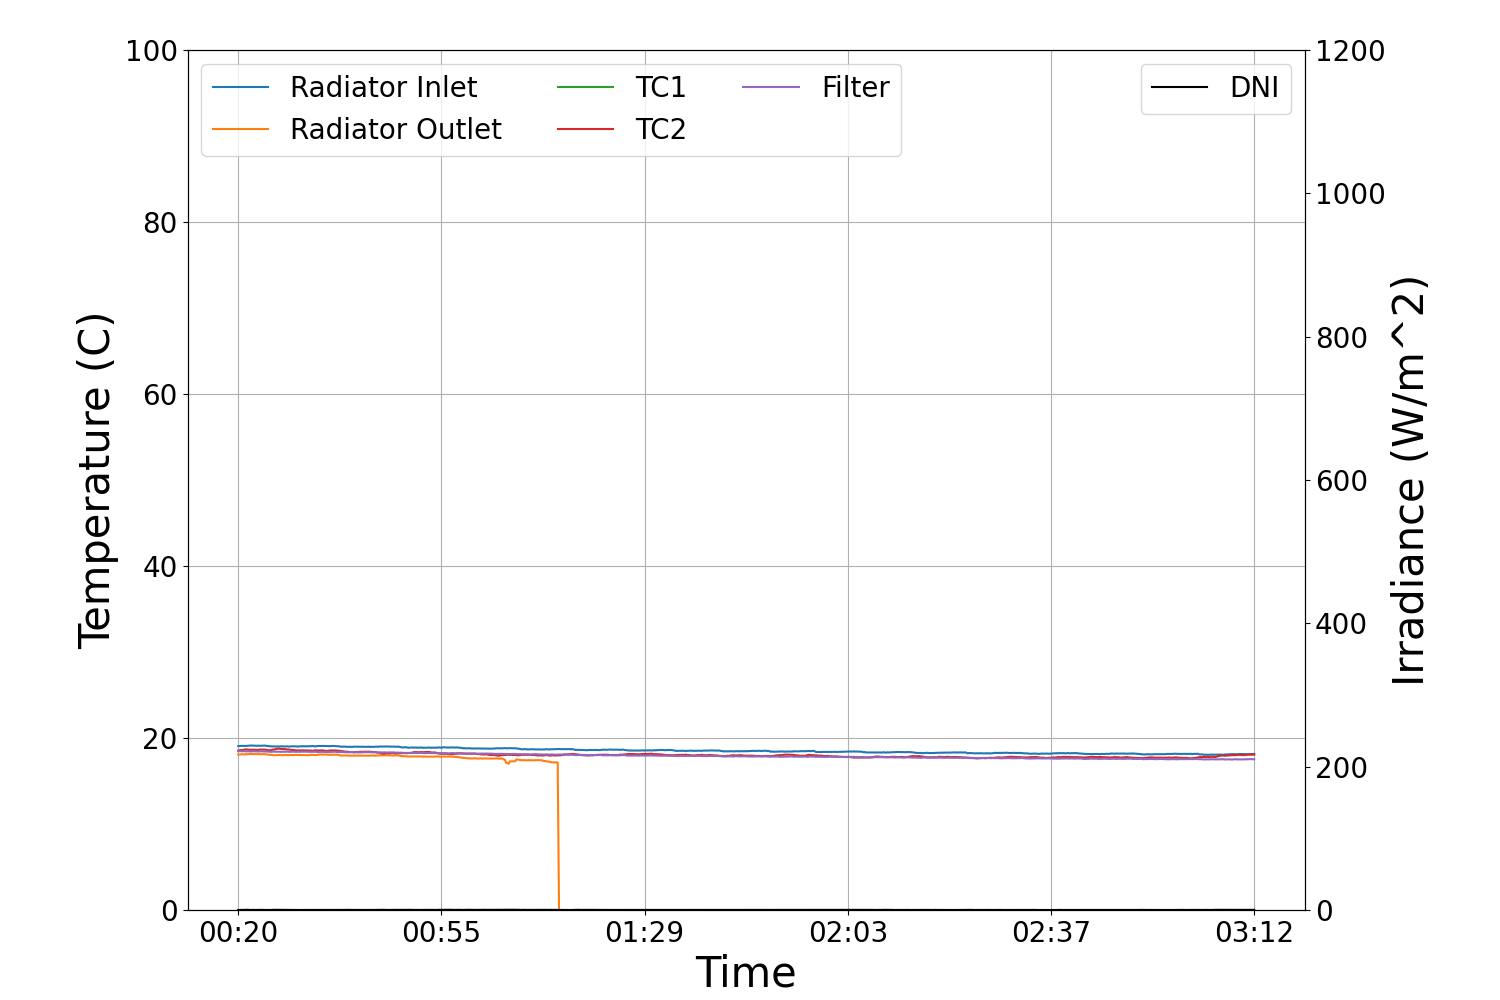 100
80
60
40
20
0
Temperature (C)
Radiator Inlet
Radiator Outlet
TC1
TC2
Filter
DNI
1200
1000
800
600
400
200
0
Irradiance (W/m^2)
00:20 00:55 01:29 02:03 02:37 03:12
Time